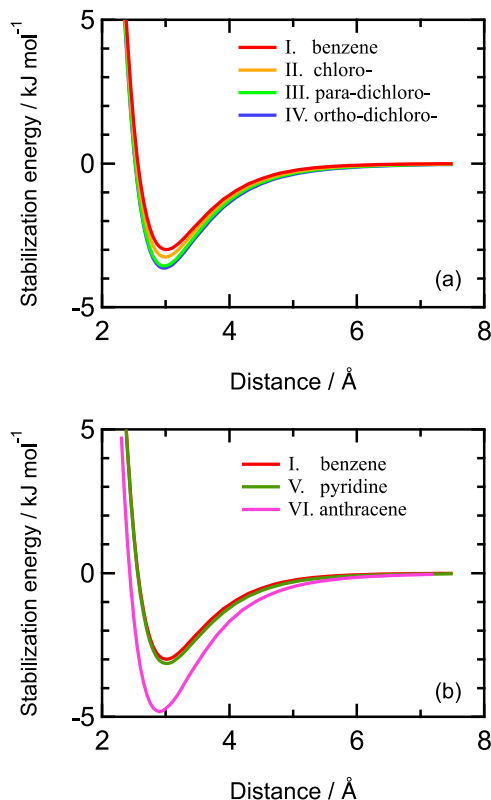 5
I. benzene
II. chloro-
III. para-dichloro-
IV. ortho-dichloro-
0
-5
Stabilization energy / kJ mol⁻¹
(a)
2 4 6 8
Distance / Å
5
I. benzene
V. pyridine
VI. anthracene
0
-5
Stabilization energy / kJ mol⁻¹
(b)
2 4 6 8
Distance / Å